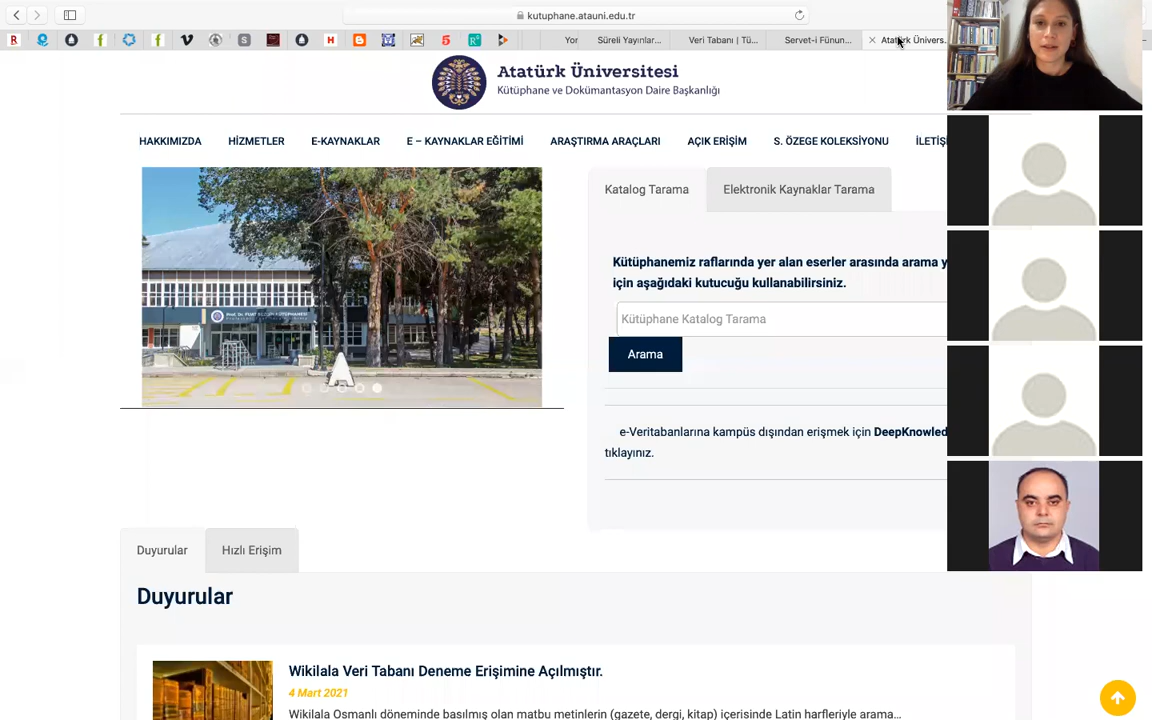 kutuphane.atauni.edu.tr
Yor
Süreli Yayınlar...
Veri Tabanı | Tü...
Servet-i Fünun...
Atatürk Ünivers...
Atatürk Üniversitesi
Kütüphane ve Dokümantasyon Daire Başkanlığı
HAKKIMIZDA HİZMETLER E-KAYNAKLAR E – KAYNAKLAR EĞİTİMİ ARAŞTIRMA ARAÇLARI AÇIK ERİŞİM S. ÖZEGE KOLEKSİYONU İLETİŞİ
Katalog Tarama
Elektronik Kaynaklar Tarama
Kütüphanemiz raflarında yer alan eserler arasında arama y
için aşağıdaki kutucuğu kullanabilirsiniz.
Kütüphane Katalog Tarama
Arama
e-Veritabanlarına kampüs dışından erişmek için DeepKnowled
tıklayınız.
Duyurular
Hızlı Erişim
Duyurular
Wikilala Veri Tabanı Deneme Erişimine Açılmıştır.
4 Mart 2021
Wikilala Osmanlı döneminde basılmış olan matbu metinlerin (gazete, dergi, kitap) içerisinde Latin harfleriyle arama...